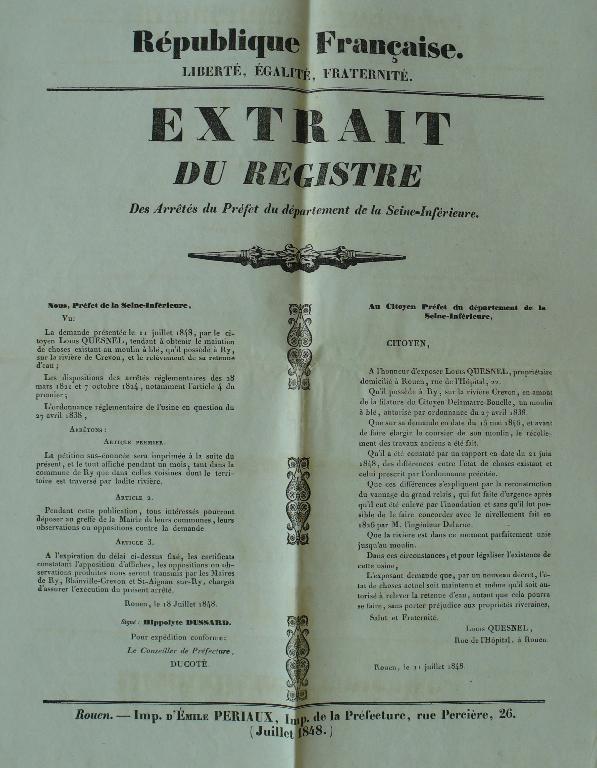 République Française.
LIBERTÉ, ÉGALITÉ, FRATERNITÉ.
EXTRAIT
DU REGISTRE
Des Arrêtés du Préfet du département de la Seine-Inférieure.
Nous, Préfet de la Seine-Inférieure,
Vu:
La demande présentée le 11 juillet 1848, par le ci-
toyen Louis QUESNEL, tendant à obtenir le maintien
de choses existant au moulin à blé, qu'il possède à Ry,
sur la rivière de Crevon, et le relèvement de sa retenue
d'eau;
Les dispositions des arrêtés réglementaires des 28
mars 1821 et 7 octobre 1824, notamment l'article 4 du
premier;
L'ordonnance réglementaire de l'usine en question du
27 avril 1838,
ARRÊTONS:
ARTICLE PREMIER.
La pétition sus-énoncée sera imprimée à la suite du
présent, et le tout affiché pendant un mois, tant dans la
commune de Ry que dans celles voisines dont le terri-
toire est traversé par ladite rivière.
ARTICLE 2.
Pendant cette publication, tous intéressés pourront
déposer au greffe de la Mairie de leurs communes, leurs
observations ou oppositions contre la demande.
ARTICLE 3.
A l'expiration du délai ci-dessus fixé, les certificats
constatant l'apposition d'affiches, les oppositions ou ob-
servations produites nous seront transmis par les Maires
de Ry, Blainville-Crevon et St-Aignan-sur-Ry, chargés
d'assurer l'exécution du présent arrêté.
Rouen, le 18 Juillet 1848.
Signé: Hippolyte DUSSARD.
Pour expédition conforme:
Le Conseiller de Préfecture,
DUCOTÉ.
Au Citoyen Préfet du département de la
Seine-Inférieure,
CITOYEN,
A l'honneur d'exposer Louis QUESNEL, propriétaire
domicilié à Rouen, rue de l'Hôpital, 22.
Qu'il possède à Ry, sur la rivière Crevon, en amont
de la filature du Citoyen Delamarre-Bouelle, un moulin
à blé, autorisé par ordonnance du 27 avril 1838.
Que sur sa demande en date du 15 mai 1846, et avant
de faire élargir le coursier de son moulin, le récolle-
ment des travaux anciens a été fait.
Qu'il a été constaté par un rapport en date du 21 juin
1848, des différences entre l'état de choses existant et
celui prescrit par l'ordonnance précitée.
Que ces différences s'expliquent par la reconstruction
du vannage du grand relais, qui fut faite d'urgence après
qu'il eut été enlevé par l'inondation et sans qu'il fut pos-
sible de la faire concorder avec le nivellement fait en
1826 par M. l'ingénieur Delarue.
Que la rivière est dans ce moment parfaitement unie
jusqu'au moulin.
Dans ces circonstances, et pour légaliser l'existence de
cette usine,
L'exposant demande que, par un nouveau décret, l'é-
tat de choses actuel soit maintenu et même qu'il soit au-
torisé à relever la retenue d'eau, autant que cela pourra
se faire, sans porter préjudice aux propriétés riveraines,
Salut et Fraternité.
Louis QUESNEL,
Rue de l'Hôpital, à Rouen.
Rouen, le 11 juillet 1848.
Rouen. — Imp. D'ÉMILE PERIAUX, Imp. de la Préfecture, rue Percière, 26.
(Juillet 1848.)